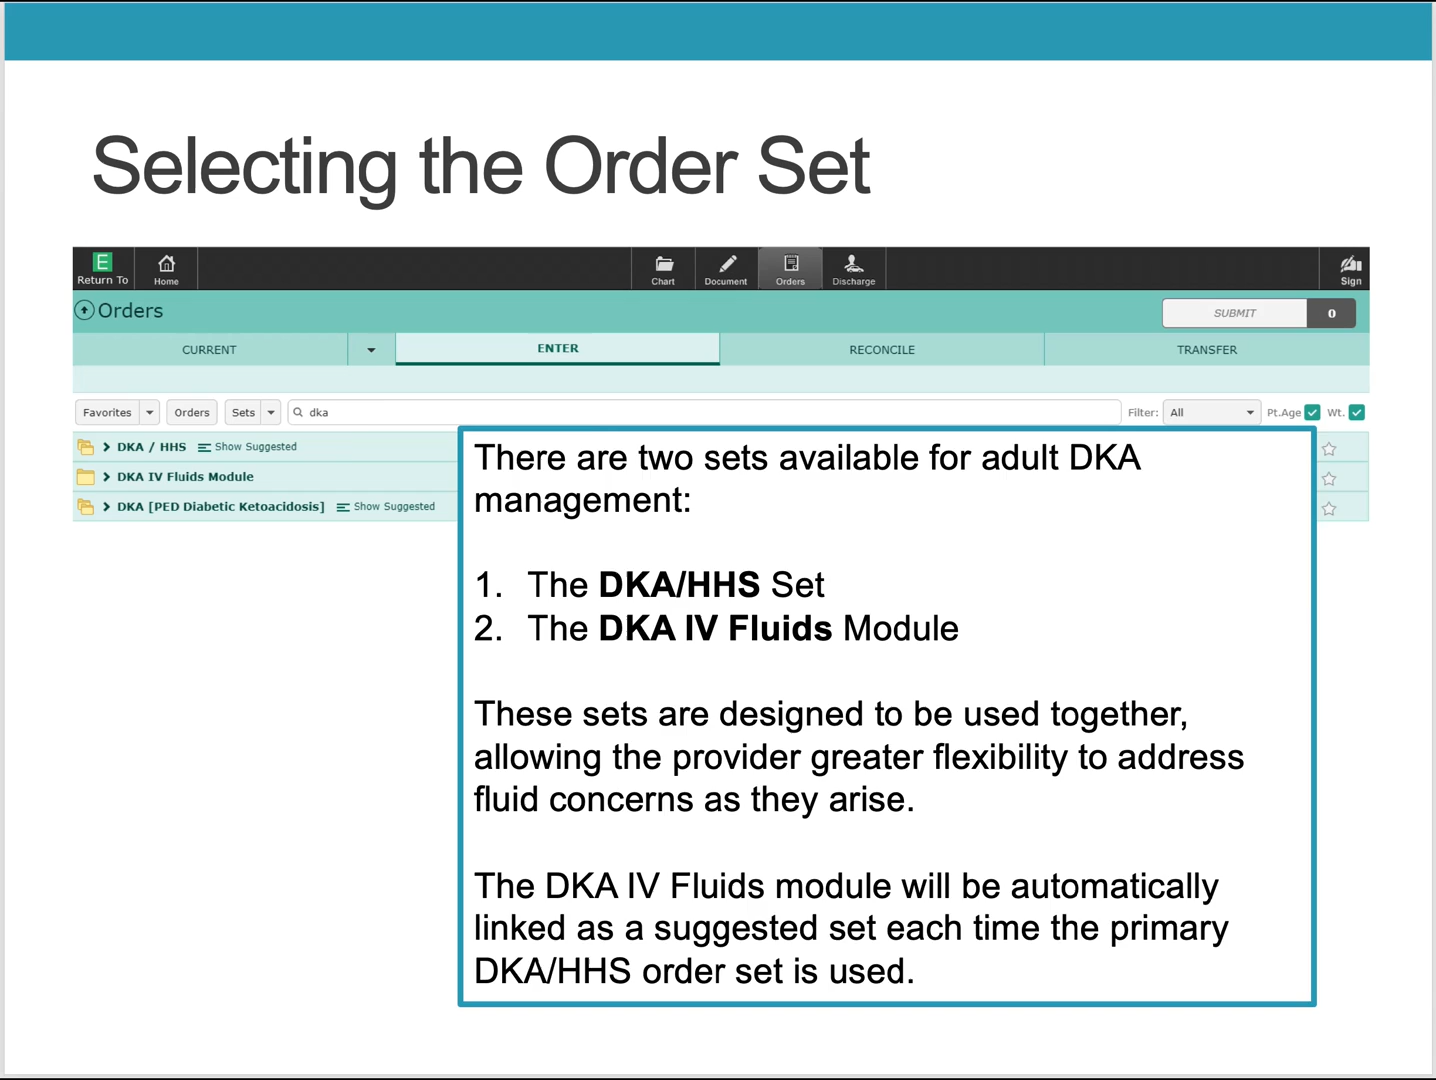 Selecting the Order Set
E
Return To
Home
Chart
Document
Orders
Discharge
Sign
Orders
SUBMIT
0
CURRENT
ENTER
RECONCILE
TRANSFER
Favorites
Orders
Sets
dka
Filter:
All
Pt.Age
Wt.
DKA / HHS Show Suggested
DKA IV Fluids Module
DKA [PED Diabetic Ketoacidosis] Show Suggested
There are two sets available for adult DKA
management:
1. The DKA/HHS Set
2. The DKA IV Fluids Module
These sets are designed to be used together,
allowing the provider greater flexibility to address
fluid concerns as they arise.
The DKA IV Fluids module will be automatically
linked as a suggested set each time the primary
DKA/HHS order set is used.